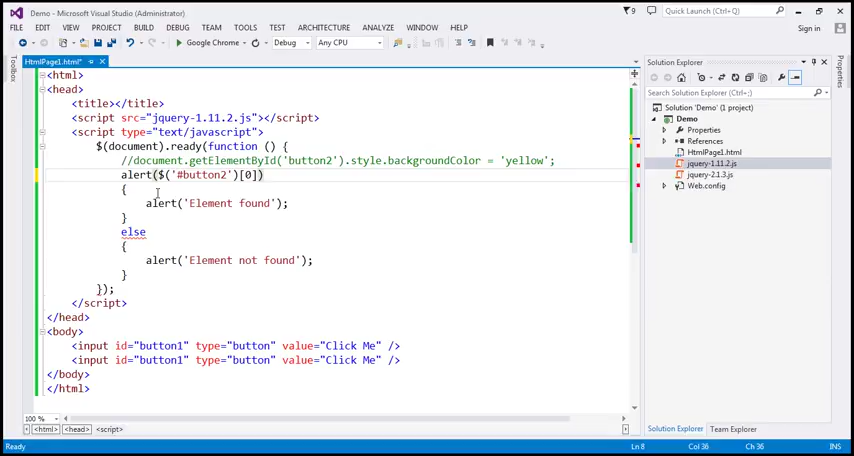 Demo - Microsoft Visual Studio (Administrator)
9
Quick Launch (Ctrl+Q)
FILE EDIT VIEW PROJECT BUILD DEBUG TEAM TOOLS TEST ARCHITECTURE ANALYZE WINDOW HELP
Sign in
Google Chrome Debug Any CPU
Toolbox
HtmlPage1.html*
<html>
<head>
<title></title>
<script src="jquery-1.11.2.js"></script>
<script type="text/javascript">
$(document).ready(function () {
//document.getElementById('button2').style.backgroundColor = 'yellow';
alert($('#button2')[0])
{
alert('Element found');
}
else
{
alert('Element not found');
}
});
</script>
</head>
<body>
<input id="button1" type="button" value="Click Me" />
<input id="button1" type="button" value="Click Me" />
</body>
</html>
100 %
<html> <head> <script>
Solution Explorer
Search Solution Explorer (Ctrl+;)
Solution 'Demo' (1 project)
Demo
Properties
References
HtmlPage1.html
jquery-1.11.2.js
jquery-2.1.3.js
Web.config
Solution Explorer Team Explorer
Properties
Ready Ln 8 Col 36 Ch 36 INS